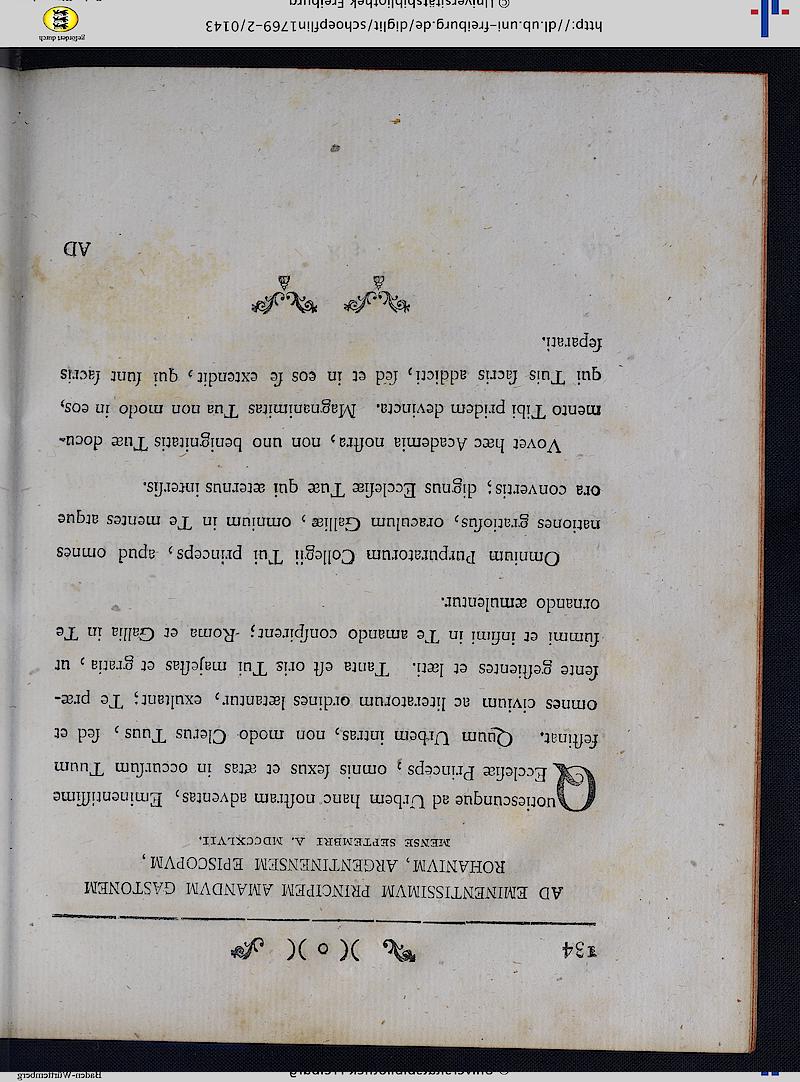 134 )( o )(
AD EMINENTISSIMVM PRINCIPEM AMANDVM GASTONEM
ROHANIVM, ARGENTINENSEM EPISCOPVM,
MENSE SEPTEMBRI A. MDCCXLVII.
Quotiescunque ad Urbem hanc noſtram adventas, Eminentiſſime
Eccleſiæ Princeps, omnis ſexus et ætas in occurſum Tuum
feſtinat. Quum Urbem intras, non modo Clerus Tuus, ſed et
omnes civium ac literatorum ordines lætantur, exultant; Te præ-
ſente geſtientes et læti. Tanta eſt oris Tui majeſtas et gratia, ut
ſummi et infimi in Te amando conſpirent; Roma et Gallia in Te
ornando æmulentur.
Omnium Purpuratorum Collegii Tui princeps, apud omnes
nationes gratioſus, oraculum Galliæ, omnium in Te mentes atque
ora convertis; dignus Eccleſiæ Tuæ qui æternus interſis.
Vovet hæc Academia noſtra, non uno benignitatis Tuæ docu-
mento Tibi pridem devincta. Magnanimitas Tua non modo in eos,
qui Tuis ſacris addicti, ſed et in eos ſe extendit, qui ſunt ſacris
ſeparati.
AD
http://dl.ub.uni-freiburg.de/diglit/schoepflin1769-2/0143
© Universitätsbibliothek Freiburg
gefördert durch
Baden-Württemberg